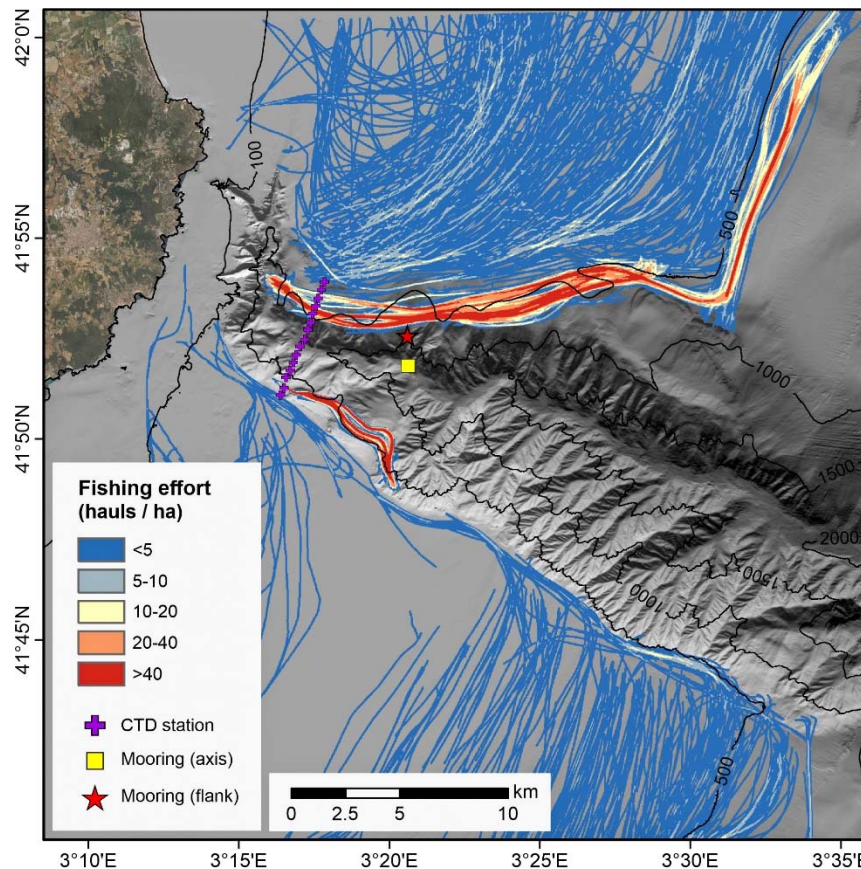 42°0'N
41°55'N
41°50'N
41°45'N
100
500
1000
1500
2000
1500
1000
500
Fishing effort
(hauls / ha)
<5
5-10
10-20
20-40
>40
CTD station
Mooring (axis)
Mooring (flank)
km
0 2.5 5 10
3°10'E 3°15'E 3°20'E 3°25'E 3°30'E 3°35'E